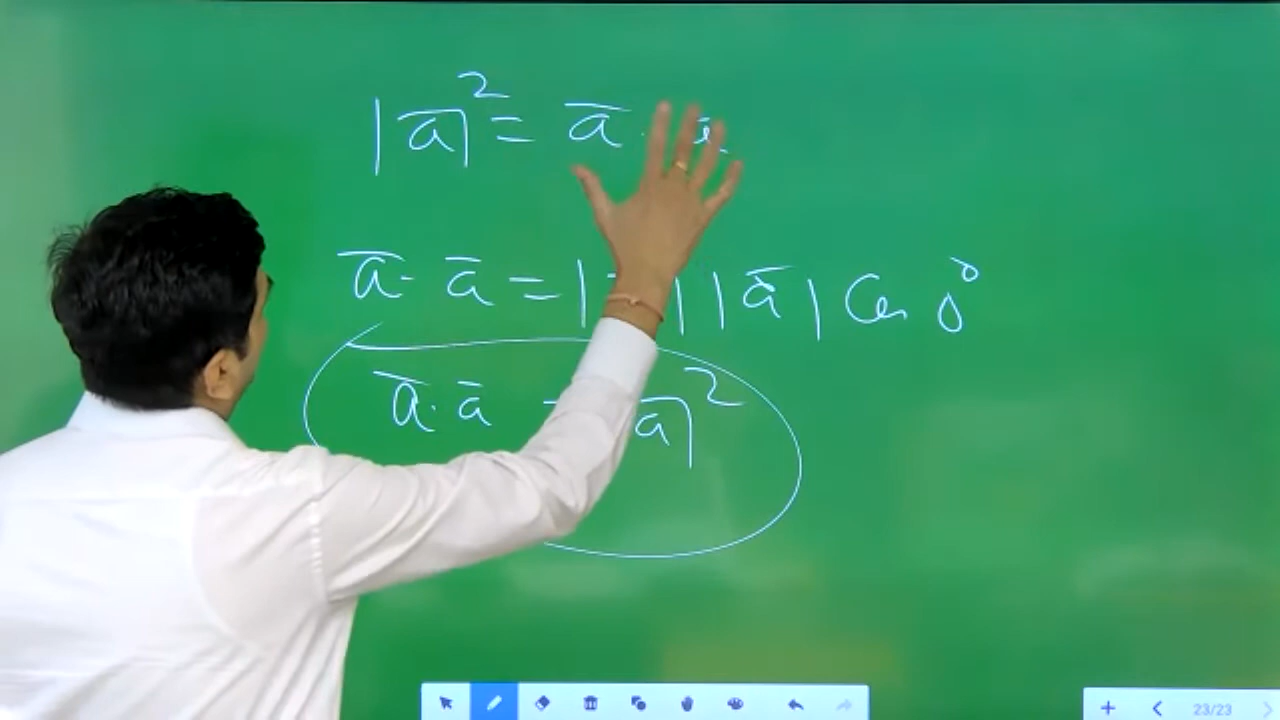 |a̅|² = a̅ · a̅
a̅ · a̅ = | | |a̅| Cos 0°
a̅ · a̅ = a̅|²
23/23